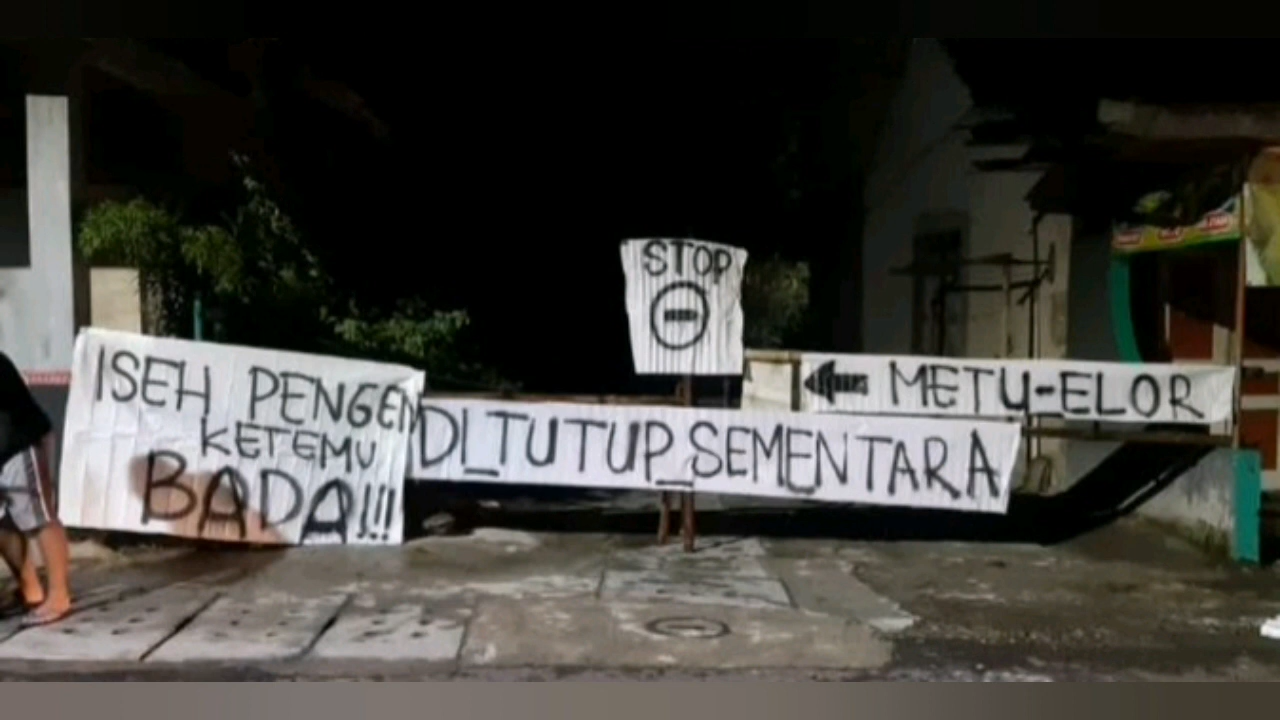 ISEH PENGEN
KETEMU
BADA!!!
STOP
DI_TUTUP_SEMENTARA
METU-ELOR